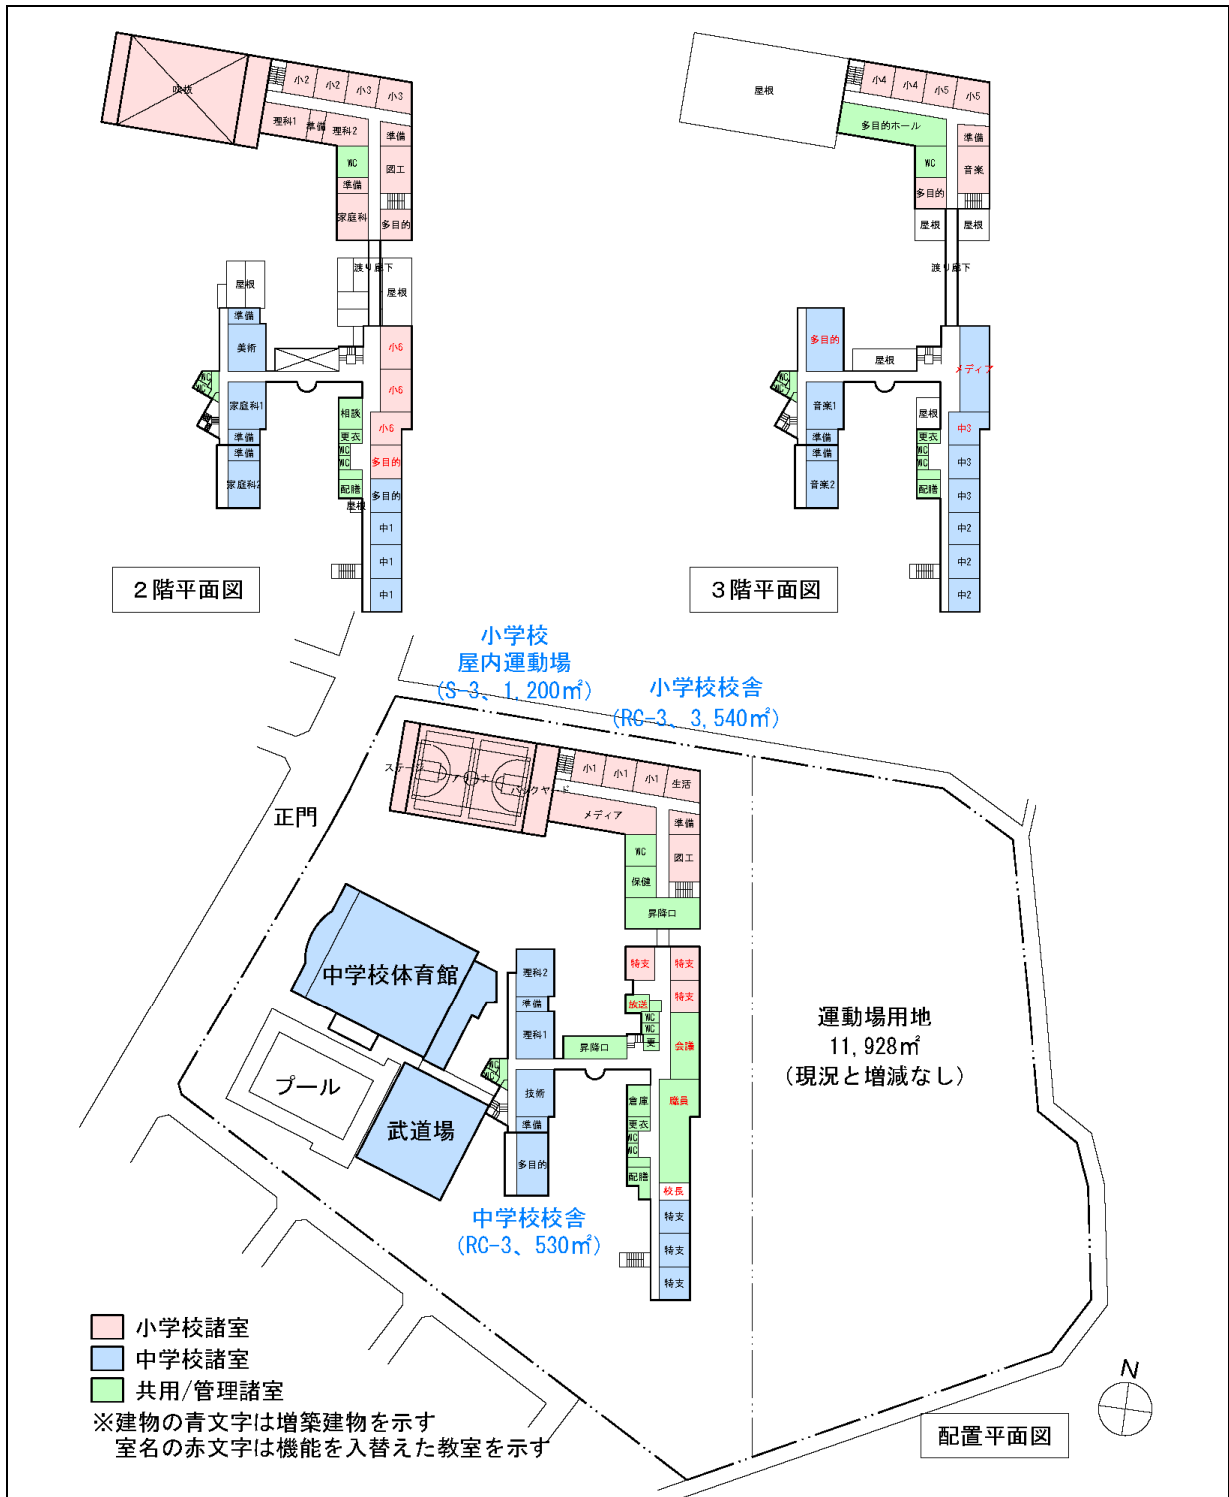 吹抜
小2
小2
小3
小3
理科1
準備
理科2
準備
WC
図工
準備
家庭科
多目的
渡り廊下
屋根
屋根
準備
美術
小6
小6
WC
WC
家庭科1
相談
小6
準備
更衣
準備
WC
WC
多目的
家庭科2
配膳
多目的
屋根
中1
中1
中1
2階平面図
屋根
小4
小4
小5
小5
多目的ホール
準備
WC
音楽
多目的
屋根
屋根
渡り廊下
多目的
屋根
メディア
WC
WC
音楽1
屋根
中3
準備
更衣
準備
WC
WC
中3
音楽2
配膳
中3
中2
中2
中2
3階平面図
小学校
屋内運動場
(S-3、1,200㎡)
小学校校舎
(RC-3、3,540㎡)
正門
ステージ
アリーナ
バックヤード
小1
小1
小1
生活
メディア
準備
WC
図工
保健
昇降口
中学校体育館
理科2
特支
特支
準備
放送
特支
理科1
WC
WC
昇降口
更
会議
WC
WC
プール
技術
倉庫
職員
武道場
準備
更衣
WC
WC
多目的
配膳
校長
特支
特支
特支
中学校校舎
(RC-3、530㎡)
運動場用地
11,928㎡
(現況と増減なし)
小学校諸室
中学校諸室
共用/管理諸室
※建物の青文字は増築建物を示す
室名の赤文字は機能を入替えた教室を示す
N
配置平面図